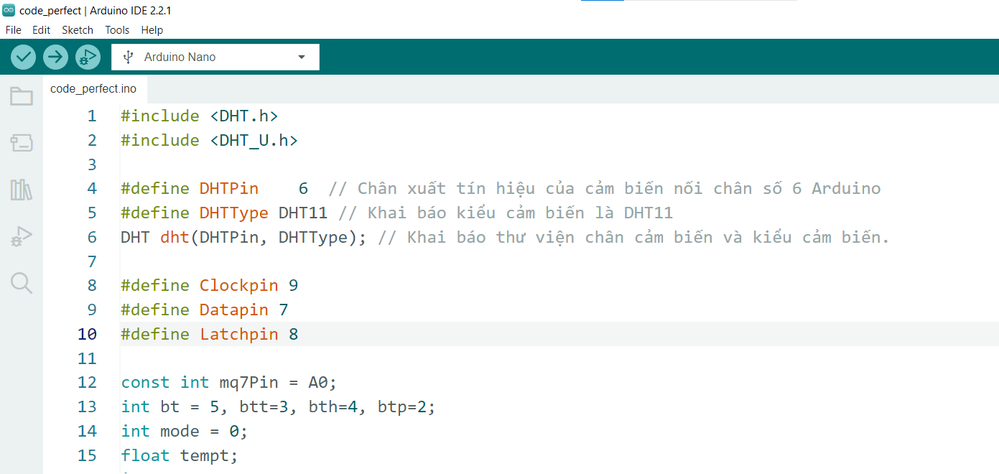 code_perfect | Arduino IDE 2.2.1
File Edit Sketch Tools Help
Arduino Nano
code_perfect.ino
1 #include <DHT.h>
2 #include <DHT_U.h>
3
4 #define DHTPin    6  // Chân xuất tín hiệu của cảm biến nối chân số 6 Arduino
5 #define DHTType DHT11 // Khai báo kiểu cảm biến là DHT11
6 DHT dht(DHTPin, DHTType); // Khai báo thư viện chân cảm biến và kiểu cảm biến.
7
8 #define Clockpin 9
9 #define Datapin 7
10 #define Latchpin 8
11
12 const int mq7Pin = A0;
13 int bt = 5, btt=3, bth=4, btp=2;
14 int mode = 0;
15 float tempt;